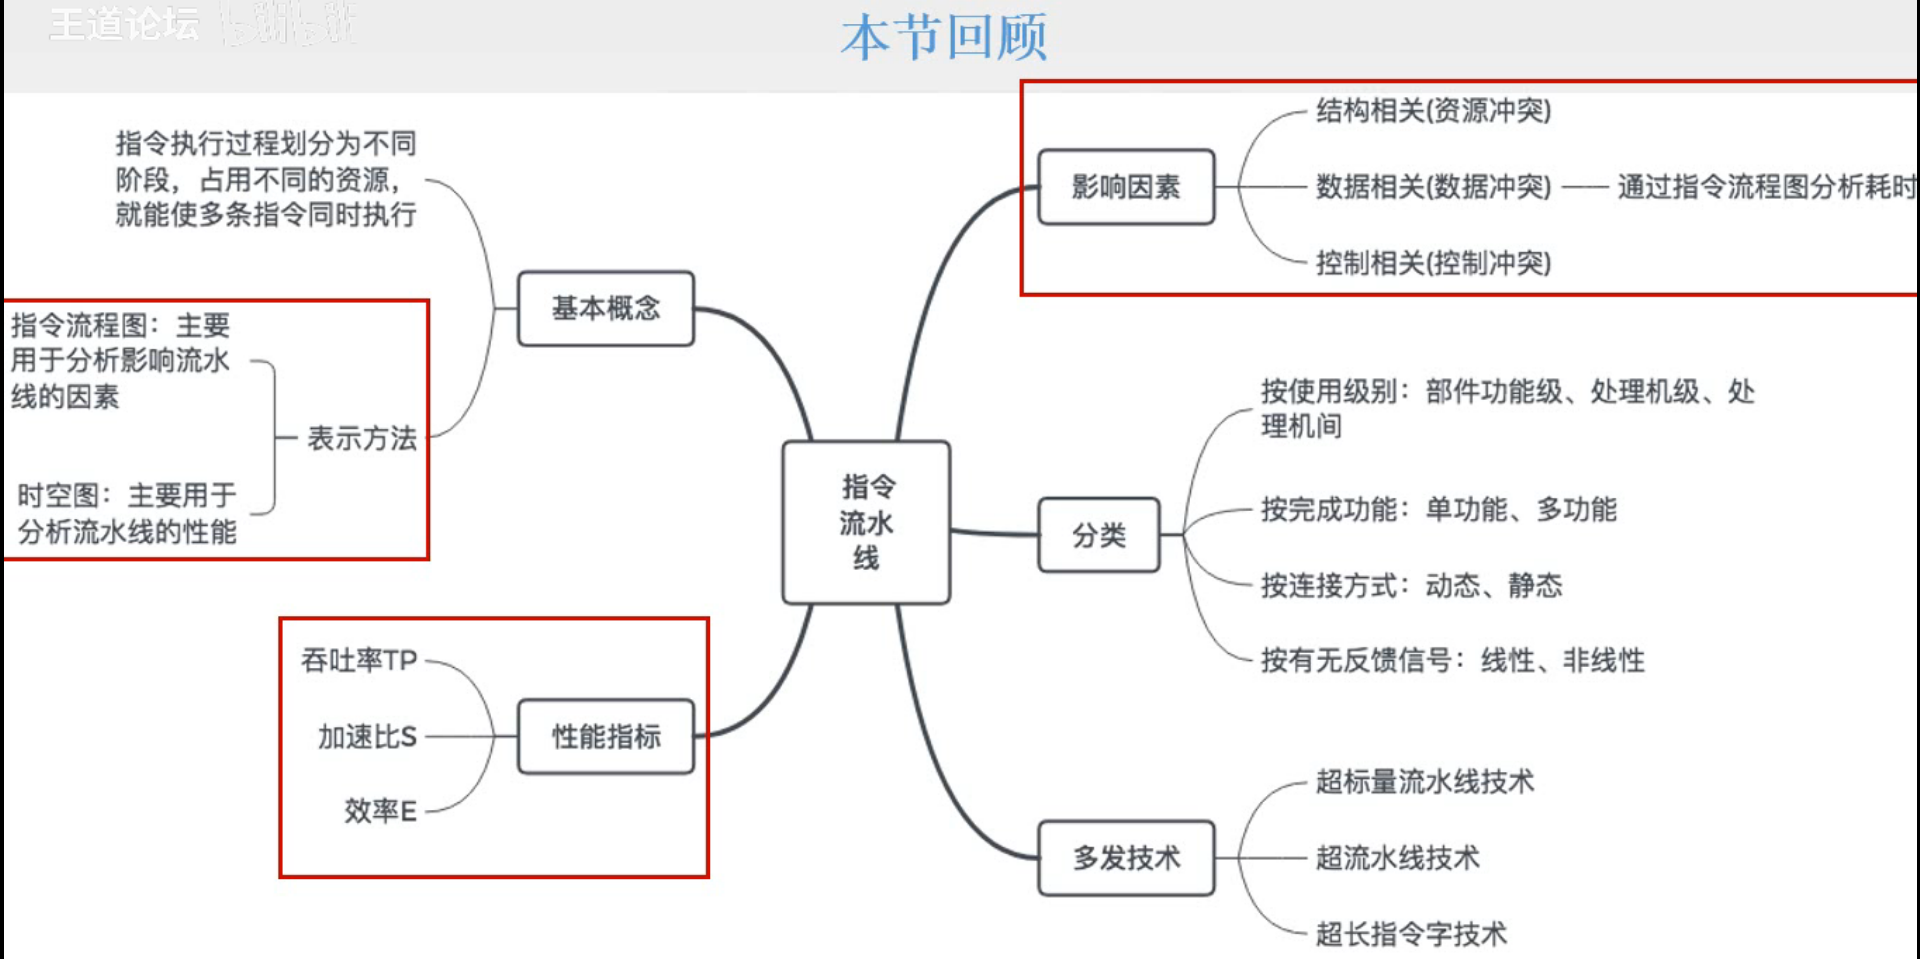 王道论坛 bilibili
本节回顾
指令执行过程划分为不同
阶段，占用不同的资源，
就能使多条指令同时执行
基本概念
指令流程图：主要
用于分析影响流水
线的因素
表示方法
时空图：主要用于
分析流水线的性能
吞吐率TP
加速比S
效率E
性能指标
指令
流水
线
影响因素
结构相关(资源冲突)
数据相关(数据冲突)
通过指令流程图分析耗时
控制相关(控制冲突)
分类
按使用级别：部件功能级、处理机级、处
理机间
按完成功能：单功能、多功能
按连接方式：动态、静态
按有无反馈信号：线性、非线性
多发技术
超标量流水线技术
超流水线技术
超长指令字技术